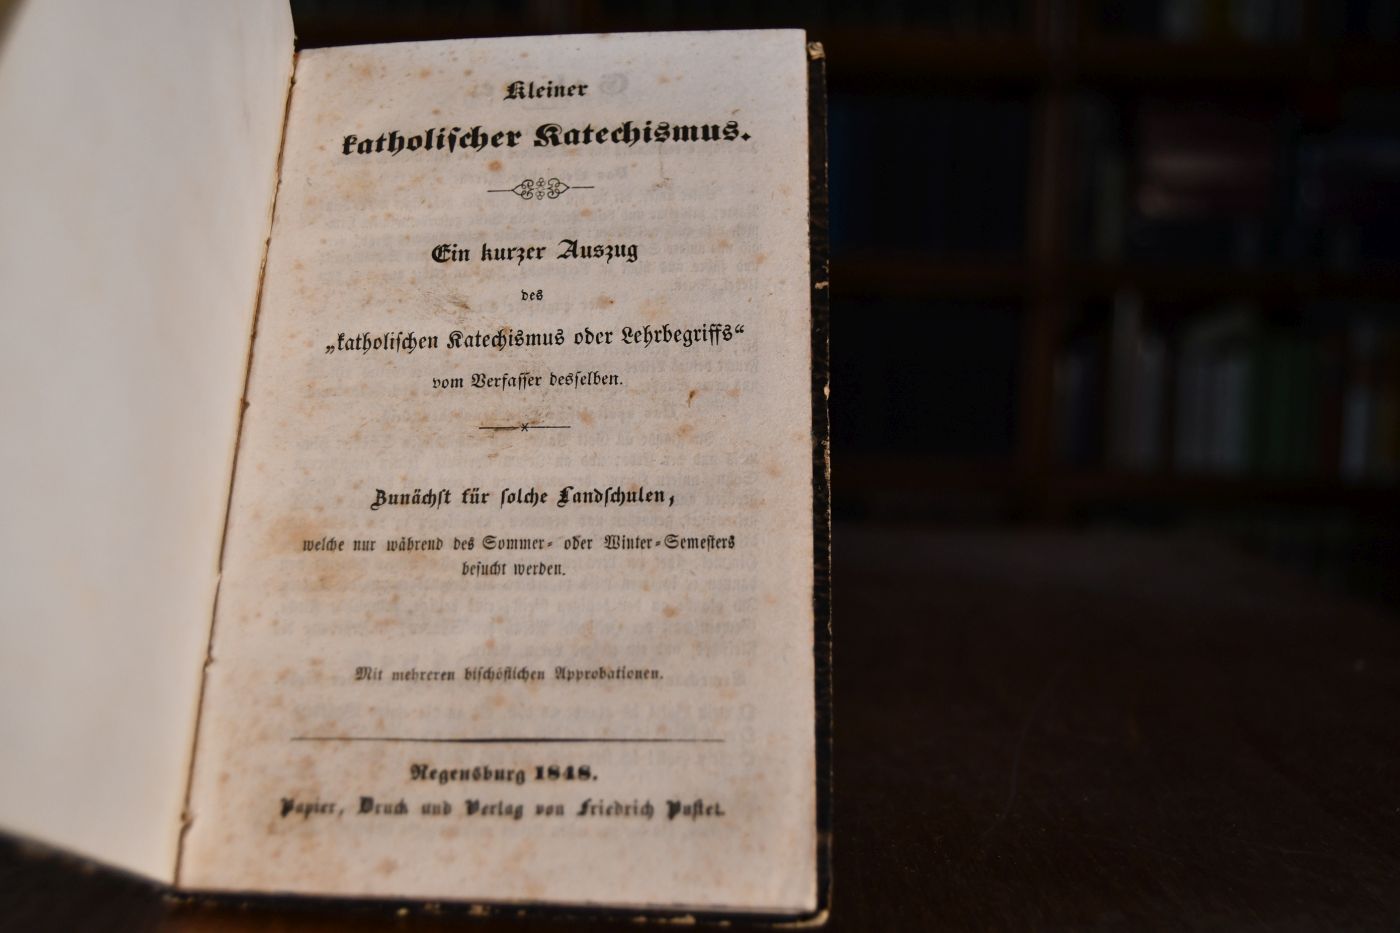 Kleiner
katholischer Katechismus.
Ein kurzer Auszug
des
„katholischen Katechismus oder Lehrbegriffs“
vom Verfasser desselben.
Zunächst für solche Landschulen,
welche nur während des Sommer- oder Winter-Semesters
besucht werden.
Mit mehreren bischöflichen Approbationen.
Regensburg 1848.
Papier, Druck und Verlag von Friedrich Pustet.